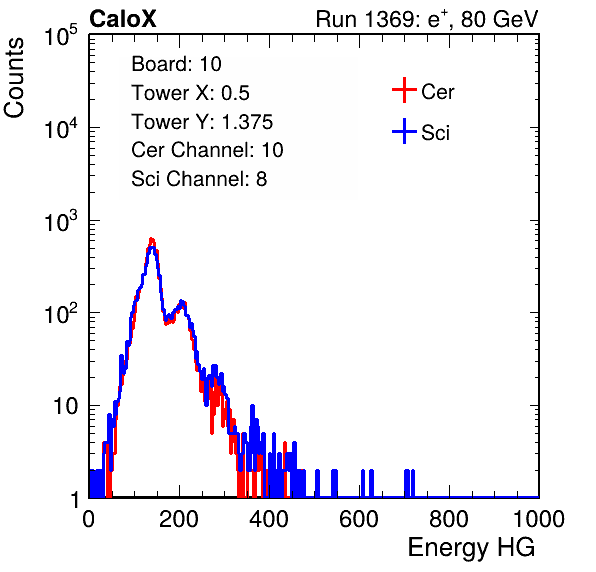 CaloX Run 1369: e⁺, 80 GeV
Counts
10⁵
10⁴
10³
10²
10
1
Board: 10
Tower X: 0.5
Tower Y: 1.375
Cer Channel: 10
Sci Channel: 8
Cer
Sci
0 200 400 600 800 1000
Energy HG